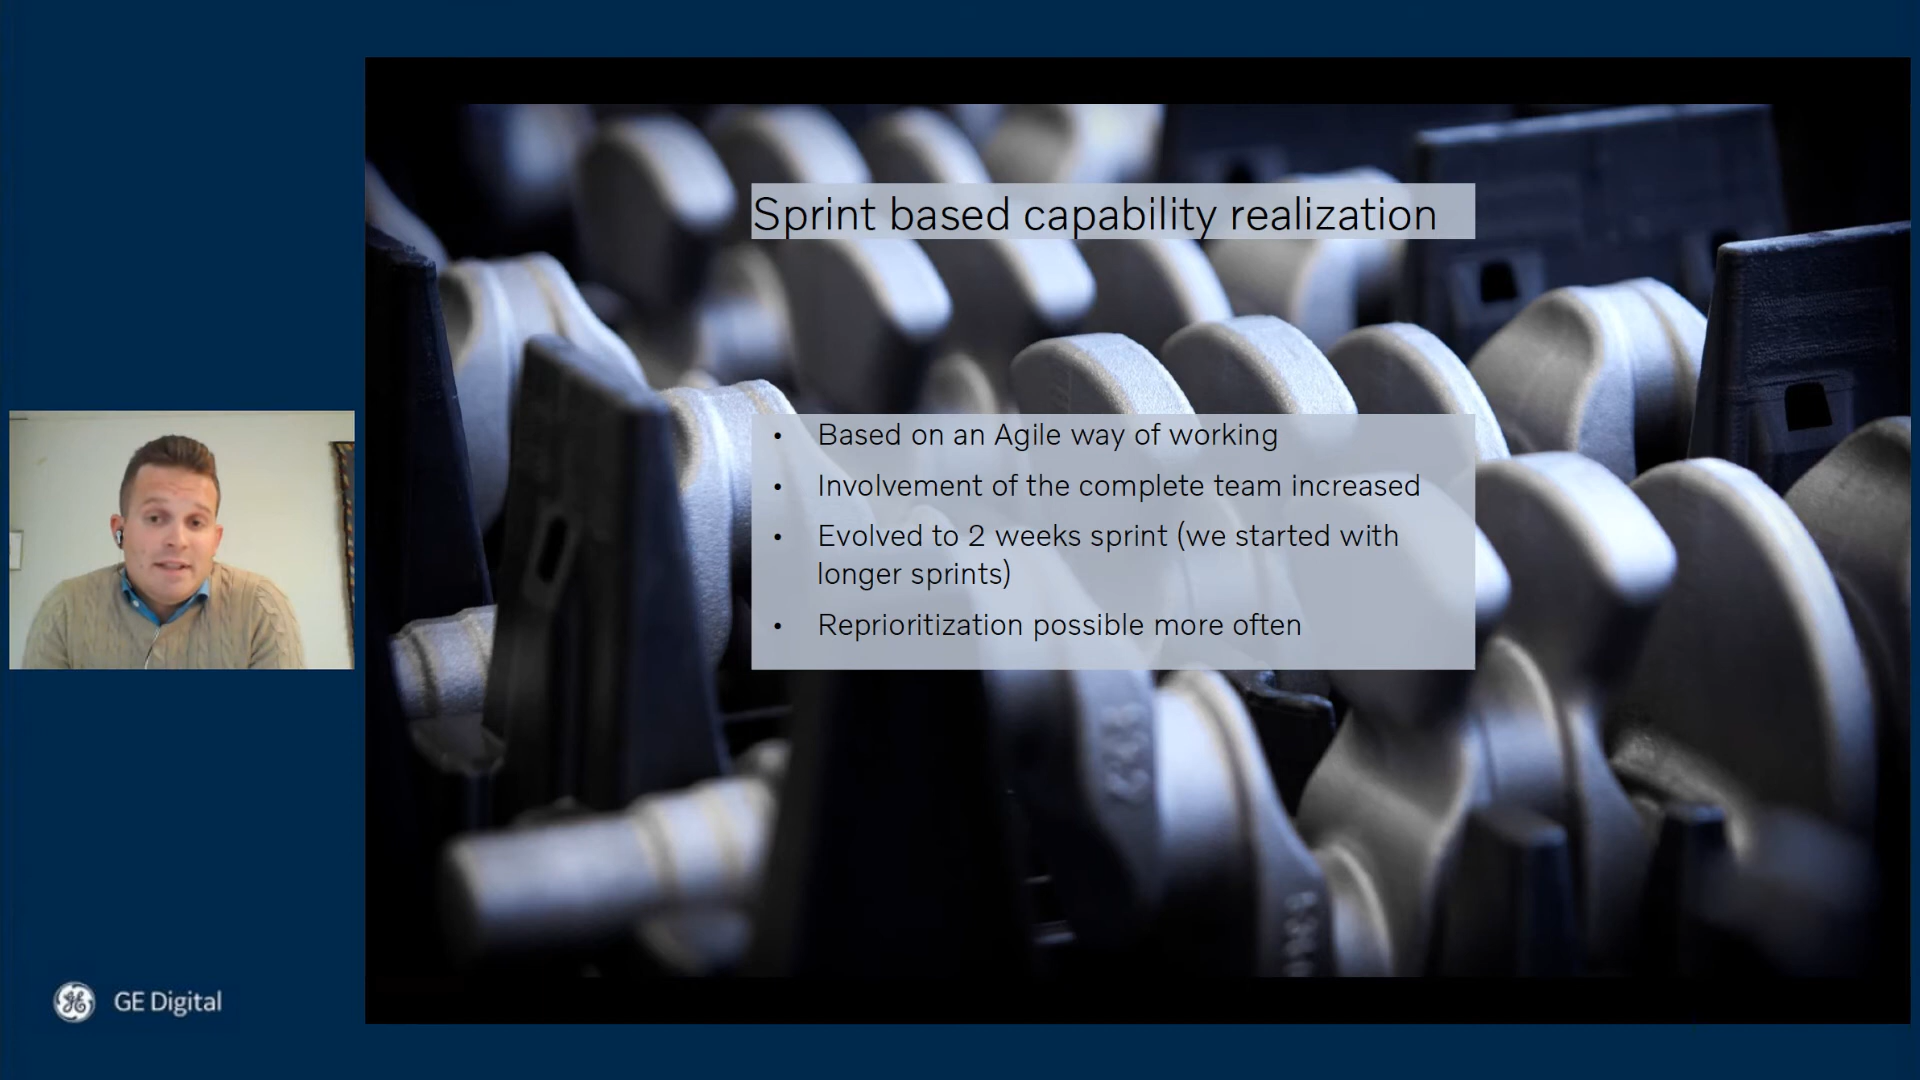 Sprint based capability realization
• Based on an Agile way of working
• Involvement of the complete team increased
• Evolved to 2 weeks sprint (we started with
longer sprints)
• Reprioritization possible more often
GE Digital